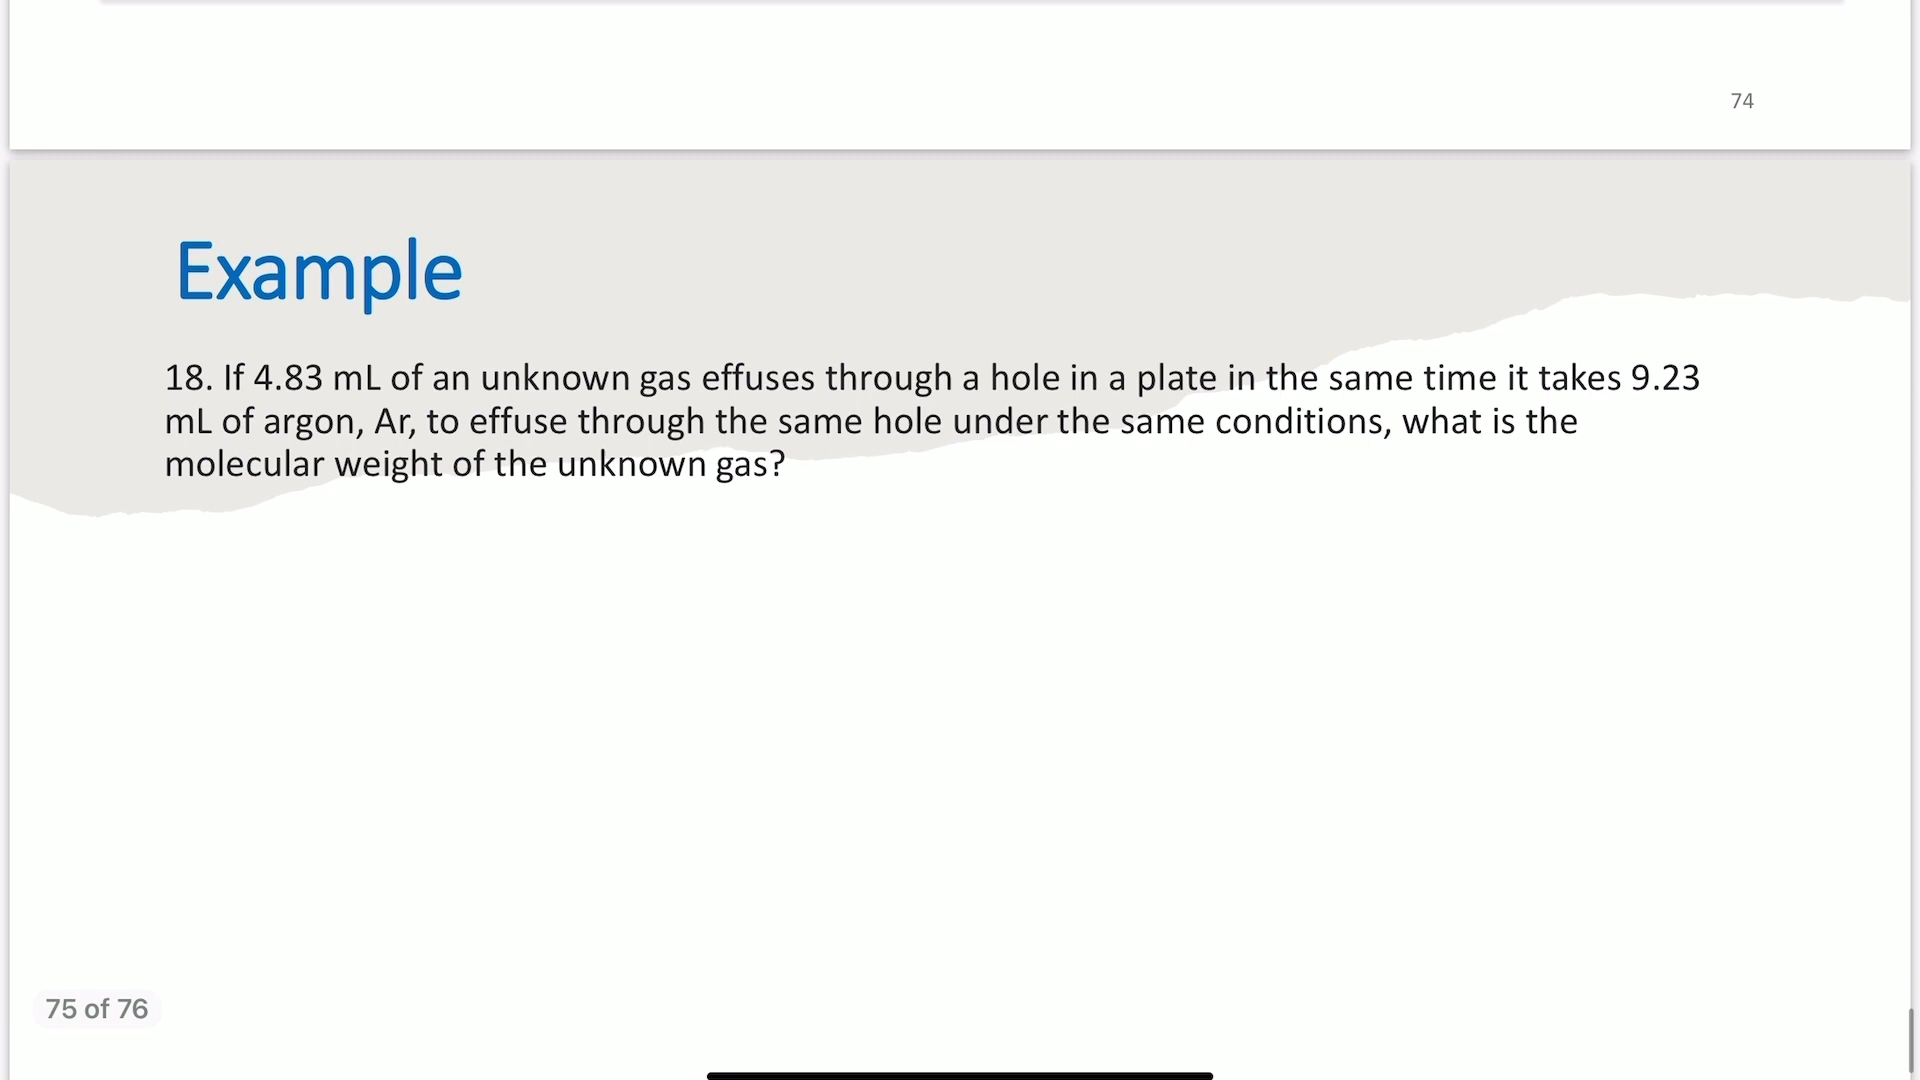 74
Example
18. If 4.83 mL of an unknown gas effuses through a hole in a plate in the same time it takes 9.23
mL of argon, Ar, to effuse through the same hole under the same conditions, what is the
molecular weight of the unknown gas?
75 of 76